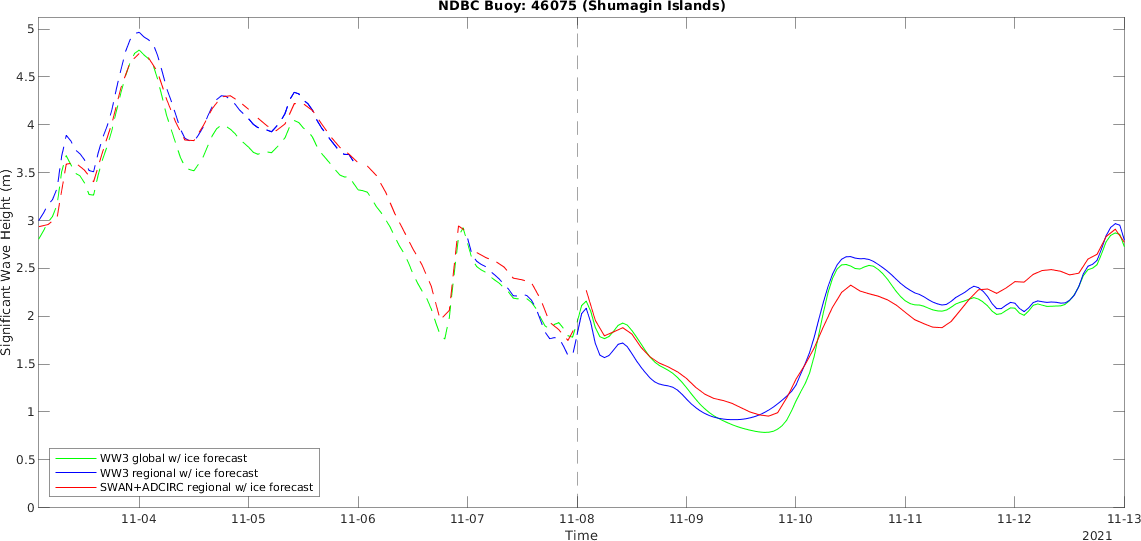 NDBC Buoy: 46075 (Shumagin Islands)
5
4.5
4
3.5
3
2.5
2
1.5
1
0.5
0
Significant Wave Height (m)
WW3 global w/ ice forecast
WW3 regional w/ ice forecast
SWAN+ADCIRC regional w/ ice forecast
11-04 11-05 11-06 11-07 11-08 11-09 11-10 11-11 11-12 11-13
Time
2021